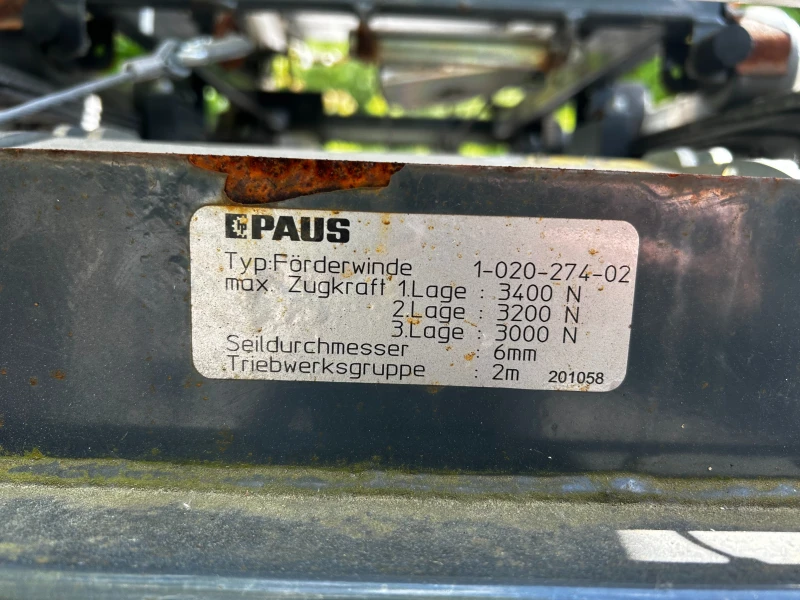 PAUS
Typ:Förderwinde 1-020-274-02
max. Zugkraft 1.Lage : 3400 N
2.Lage : 3200 N
3.Lage : 3000 N
Seildurchmesser : 6mm
Triebwerksgruppe : 2m 201058